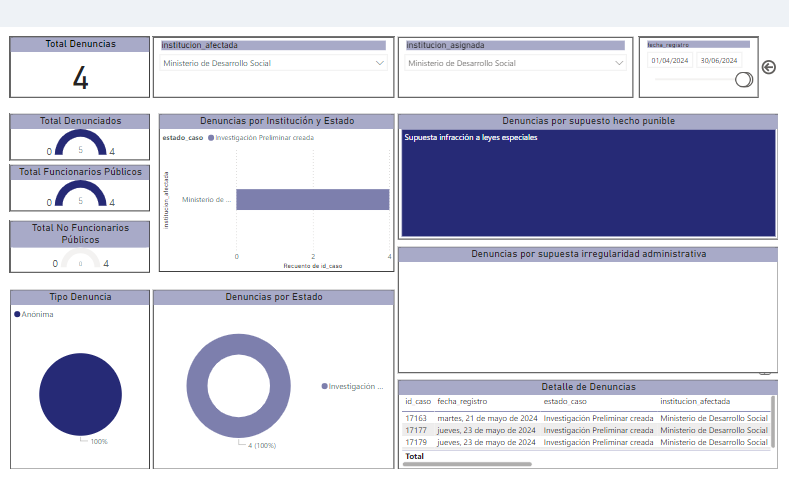 Total Denuncias
4
institucion_afectada
Ministerio de Desarrollo Social
institucion_asignada
Ministerio de Desarrollo Social
fecha_registro
01/04/2024
30/06/2024
Total Denunciados
0
5
4
Total Funcionarios Públicos
0
5
4
Total No Funcionarios
Públicos
0
0
4
Denuncias por Institución y Estado
estado_caso
Investigación Preliminar creada
institucion_afectada
Ministerio de ...
0
2
4
Recuento de id_caso
Denuncias por supuesto hecho punible
Supuesta infracción a leyes especiales
Denuncias por supuesta irregularidad administrativa
Tipo Denuncia
Anónima
100%
Denuncias por Estado
Investigación ...
4 (100%)
Detalle de Denuncias
id_caso fecha_registro estado_caso institucion_afectada
17163 martes, 21 de mayo de 2024 Investigación Preliminar creada Ministerio de Desarrollo Social
17177 jueves, 23 de mayo de 2024 Investigación Preliminar creada Ministerio de Desarrollo Social
17179 jueves, 23 de mayo de 2024 Investigación Preliminar creada Ministerio de Desarrollo Social
Total